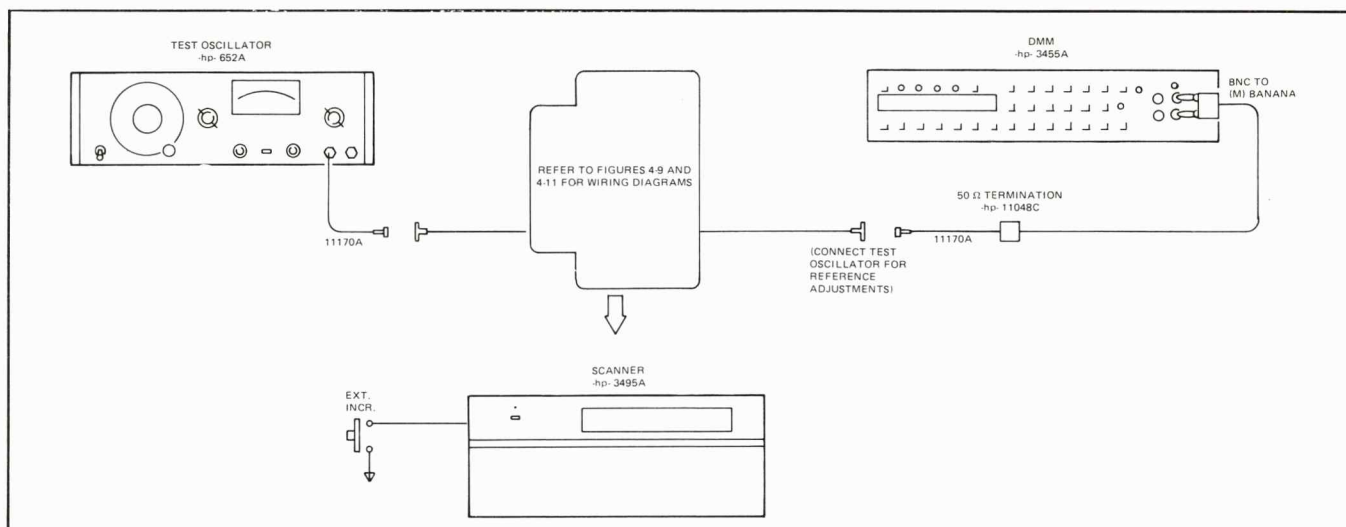 TEST OSCILLATOR
-hp- 652A
DMM
-hp- 3455A
BNC TO
(M) BANANA
REFER TO FIGURES 4-9 AND
4-11 FOR WIRING DIAGRAMS
50 Ω TERMINATION
-hp- 11048C
11170A
11170A
(CONNECT TEST
OSCILLATOR FOR
REFERENCE
ADJUSTMENTS)
SCANNER
-hp- 3495A
EXT.
INCR.